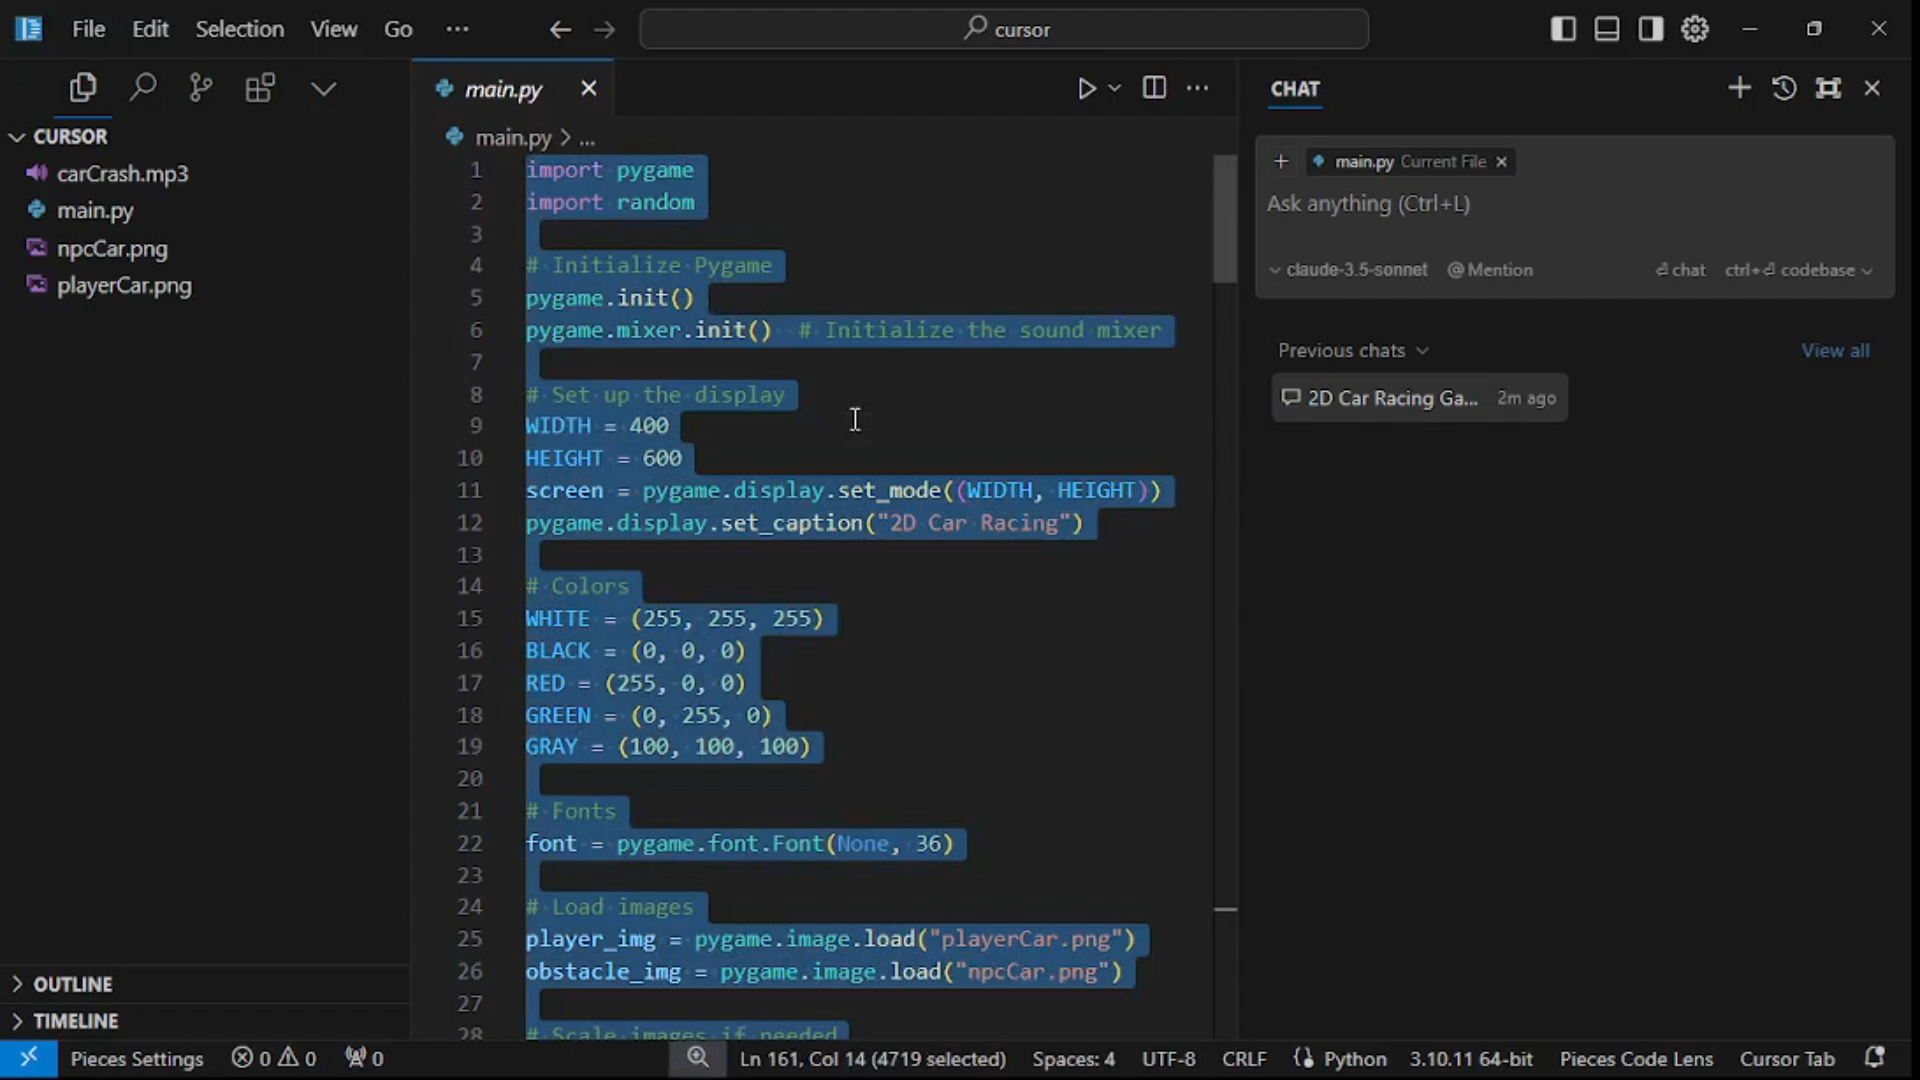 File Edit Selection View Go ···
cursor
CURSOR
carCrash.mp3
main.py
npcCar.png
playerCar.png
OUTLINE
TIMELINE
main.py
main.py > ...
1 import pygame
2 import random
3
4 # Initialize Pygame
5 pygame.init()
6 pygame.mixer.init()  # Initialize the sound mixer
7
8 # Set up the display
9 WIDTH = 400
10 HEIGHT = 600
11 screen = pygame.display.set_mode((WIDTH, HEIGHT))
12 pygame.display.set_caption("2D Car Racing")
13
14 # Colors
15 WHITE = (255, 255, 255)
16 BLACK = (0, 0, 0)
17 RED = (255, 0, 0)
18 GREEN = (0, 255, 0)
19 GRAY = (100, 100, 100)
20
21 # Fonts
22 font = pygame.font.Font(None, 36)
23
24 # Load images
25 player_img = pygame.image.load("playerCar.png")
26 obstacle_img = pygame.image.load("npcCar.png")
27
28 # Scale images if needed
CHAT
main.py Current File
Ask anything (Ctrl+L)
claude-3.5-sonnet @Mention ⏎ chat ctrl+⏎ codebase
Previous chats View all
2D Car Racing Ga... 2m ago
Pieces Settings 0 0 0 Ln 161, Col 14 (4719 selected) Spaces: 4 UTF-8 CRLF Python 3.10.11 64-bit Pieces Code Lens Cursor Tab